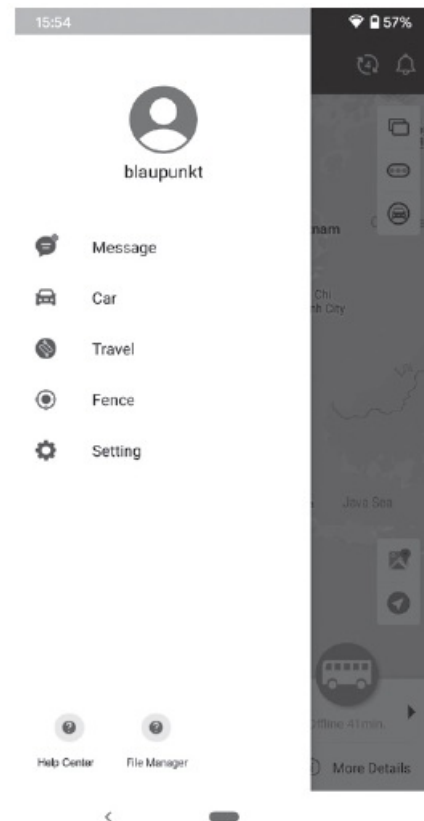 15:54
57%
4
blaupunkt
Message
Car
Travel
Fence
Setting
nam
Chi
nh City
Java Sea
ffline 41min.
Help Center
File Manager
More Details